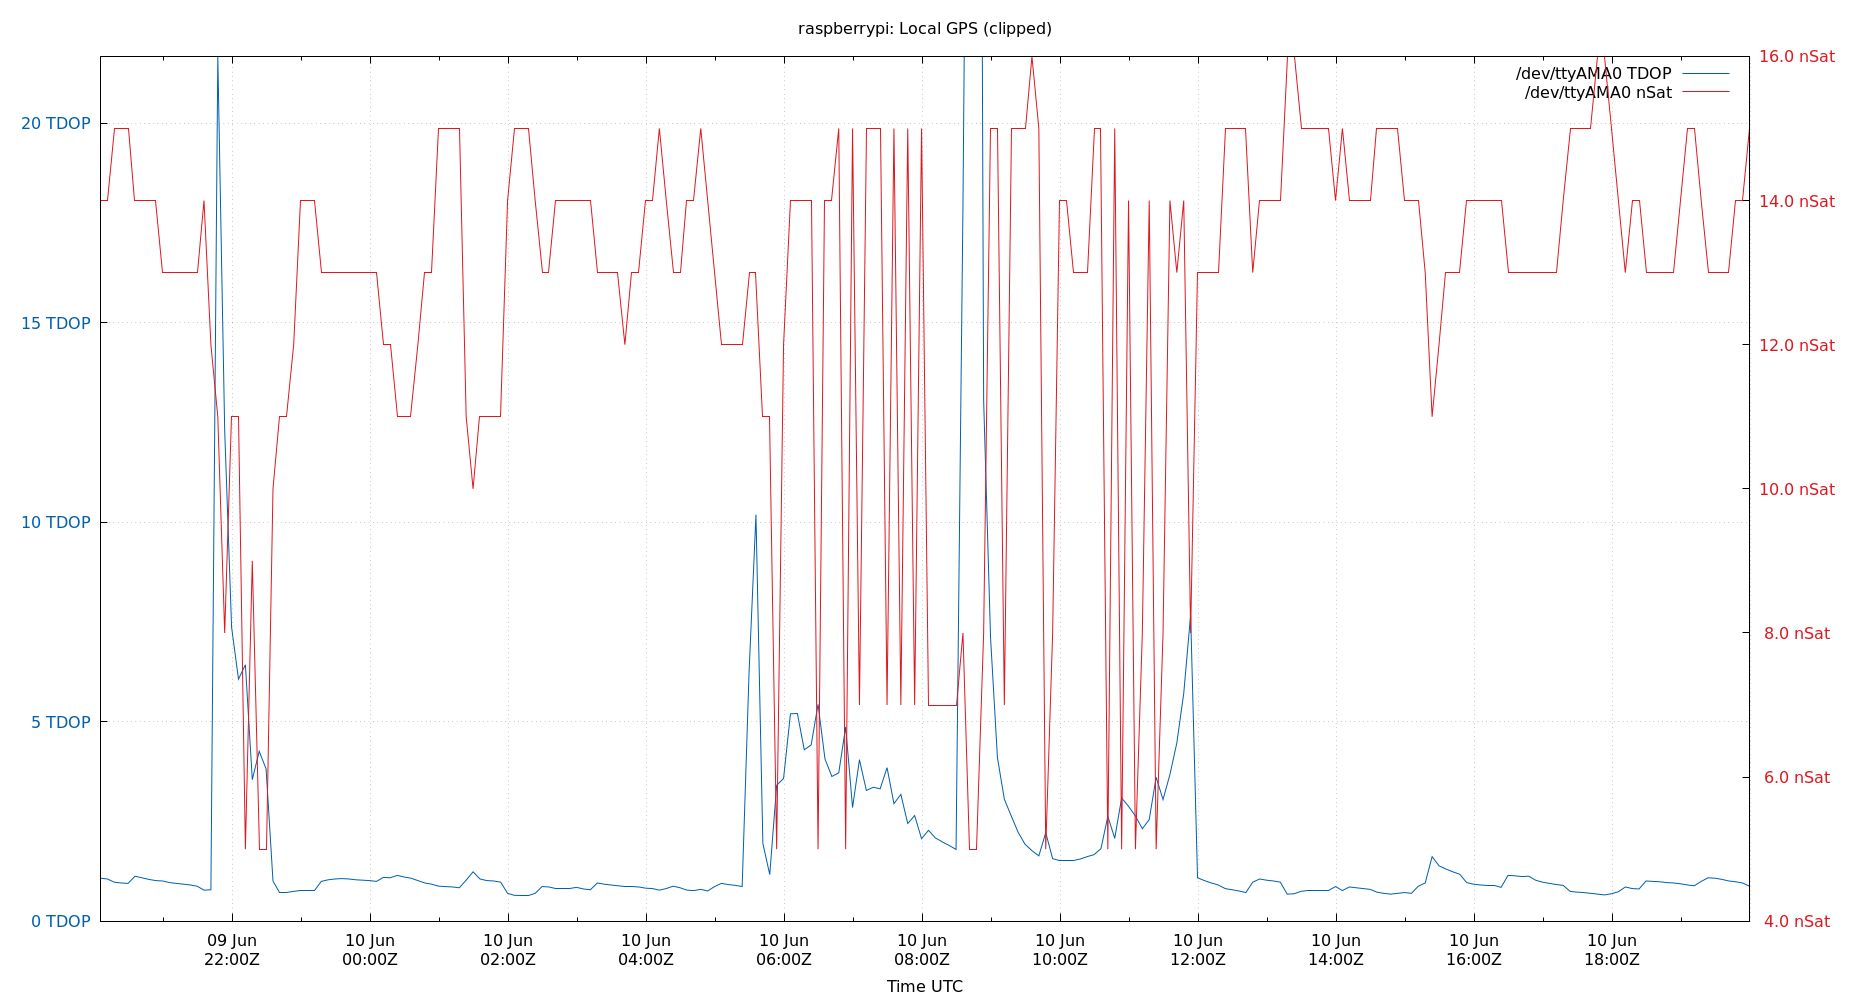 raspberrypi: Local GPS (clipped)
/dev/ttyAMA0 TDOP
/dev/ttyAMA0 nSat
20 TDOP
15 TDOP
10 TDOP
5 TDOP
0 TDOP
16.0 nSat
14.0 nSat
12.0 nSat
10.0 nSat
8.0 nSat
6.0 nSat
4.0 nSat
09 Jun 10 Jun 10 Jun 10 Jun 10 Jun 10 Jun 10 Jun 10 Jun 10 Jun 10 Jun 10 Jun
22:00Z 00:00Z 02:00Z 04:00Z 06:00Z 08:00Z 10:00Z 12:00Z 14:00Z 16:00Z 18:00Z
Time UTC